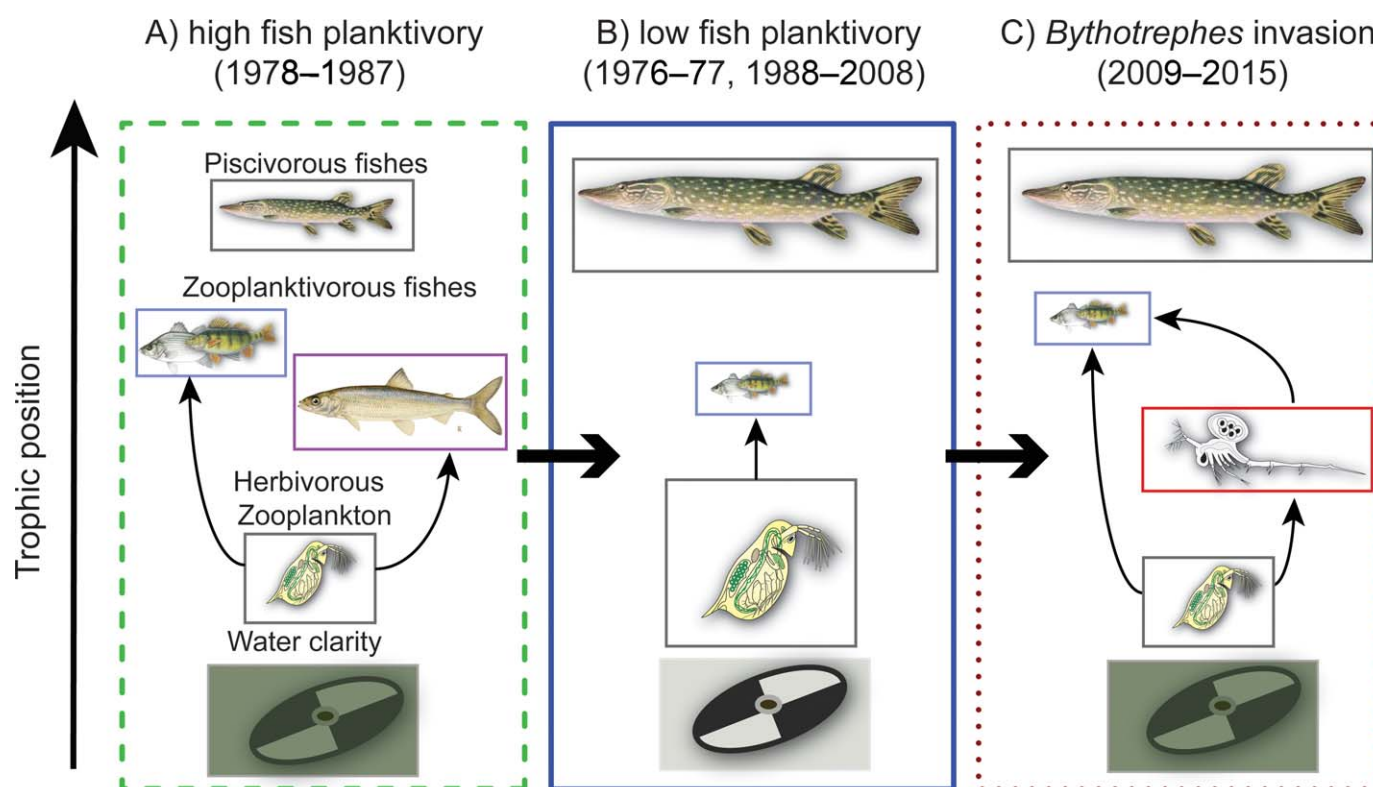 A) high fish planktivory
(1978–1987)
B) low fish planktivory
(1976–77, 1988–2008)
C) Bythotrephes invasion
(2009–2015)
Trophic position
Piscivorous fishes
Zooplanktivorous fishes
Herbivorous
Zooplankton
Water clarity